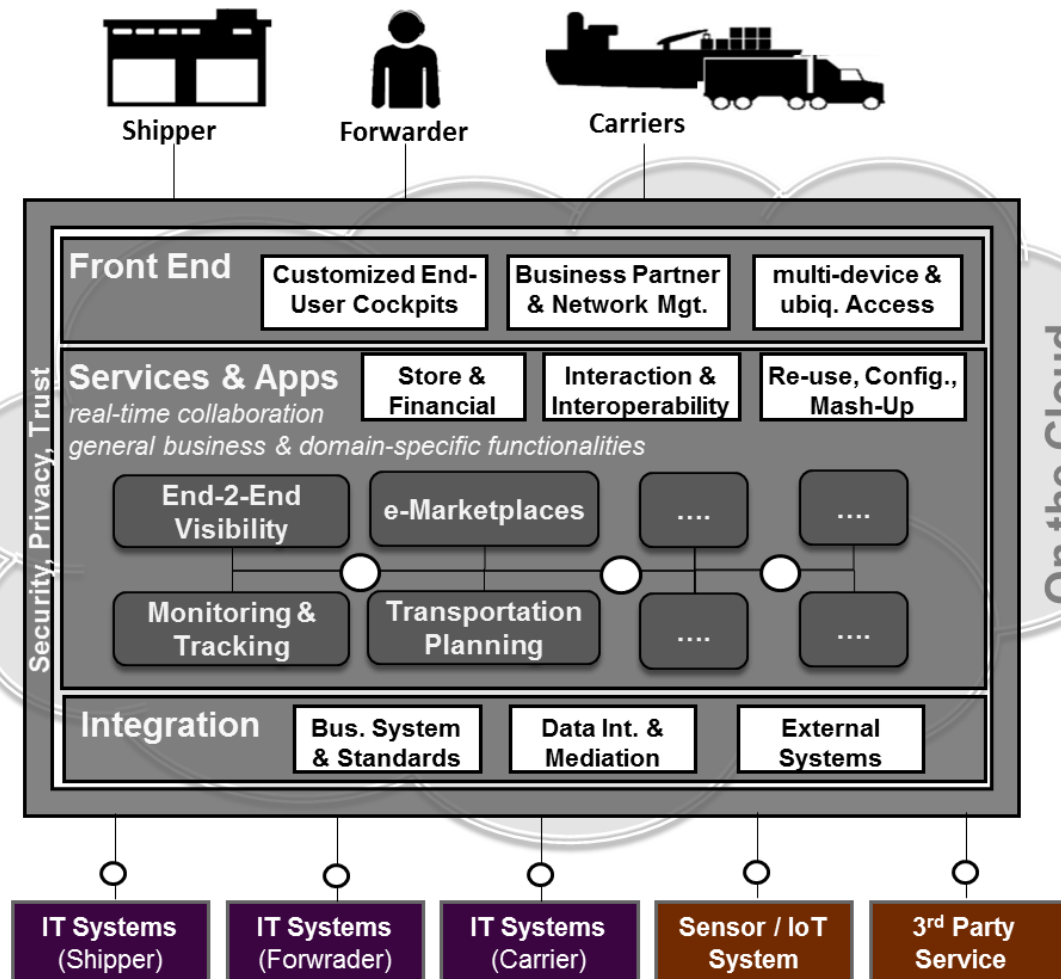 Shipper
Forwarder
Carriers
Front End
Customized End-
User Cockpits
Business Partner
& Network Mgt.
multi-device &
ubiq. Access
Security, Privacy, Trust
On the Cloud
Services & Apps
real-time collaboration
general business & domain-specific functionalities
Store &
Financial
Interaction &
Interoperability
Re-use, Config.,
Mash-Up
End-2-End
Visibility
e-Marketplaces
....
....
Monitoring &
Tracking
Transportation
Planning
....
....
Integration
Bus. System
& Standards
Data Int. &
Mediation
External
Systems
IT Systems
(Shipper)
IT Systems
(Forwrader)
IT Systems
(Carrier)
Sensor / IoT
System
3rd Party
Service